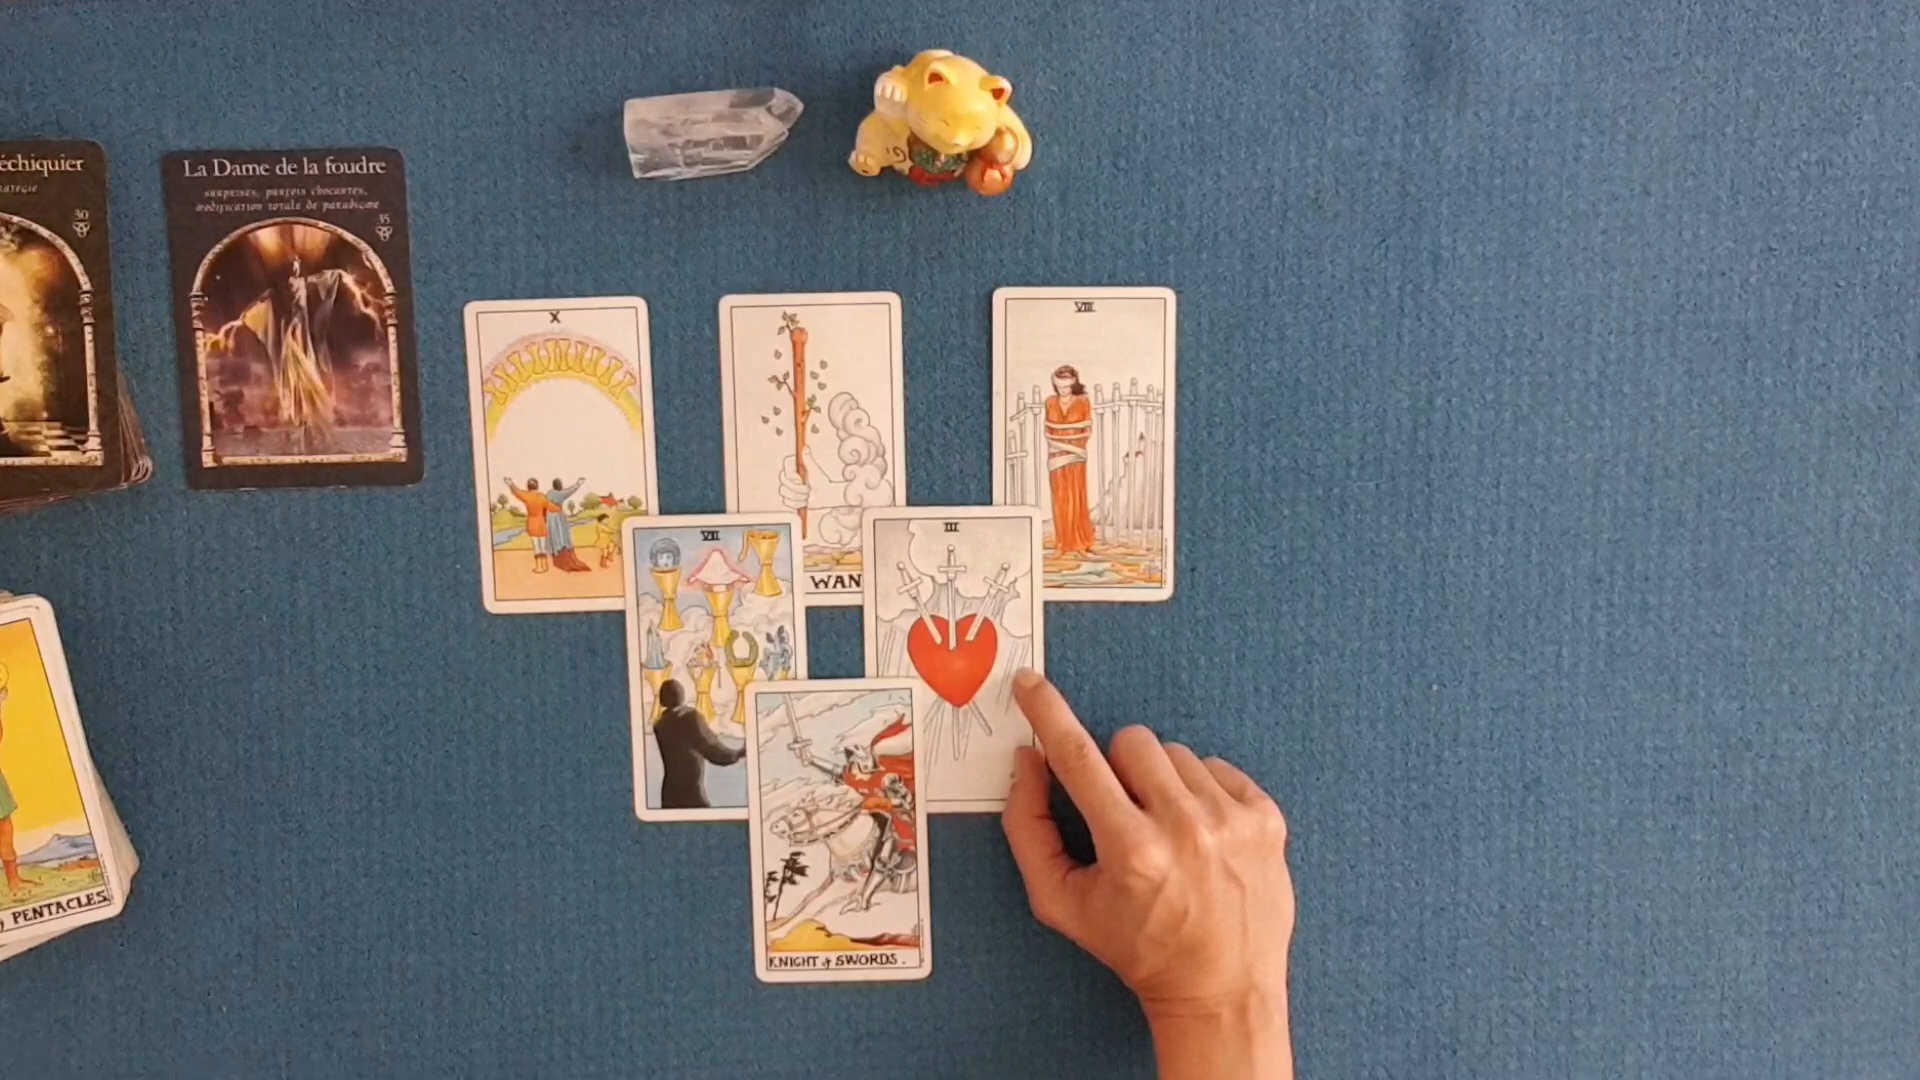 échiquier
30
La Dame de la foudre
surprises, parfois choquantes,
modification totale de paradigme
35
X
VIII
VII
WAN
III
KNIGHT of SWORDS.
PENTACLES